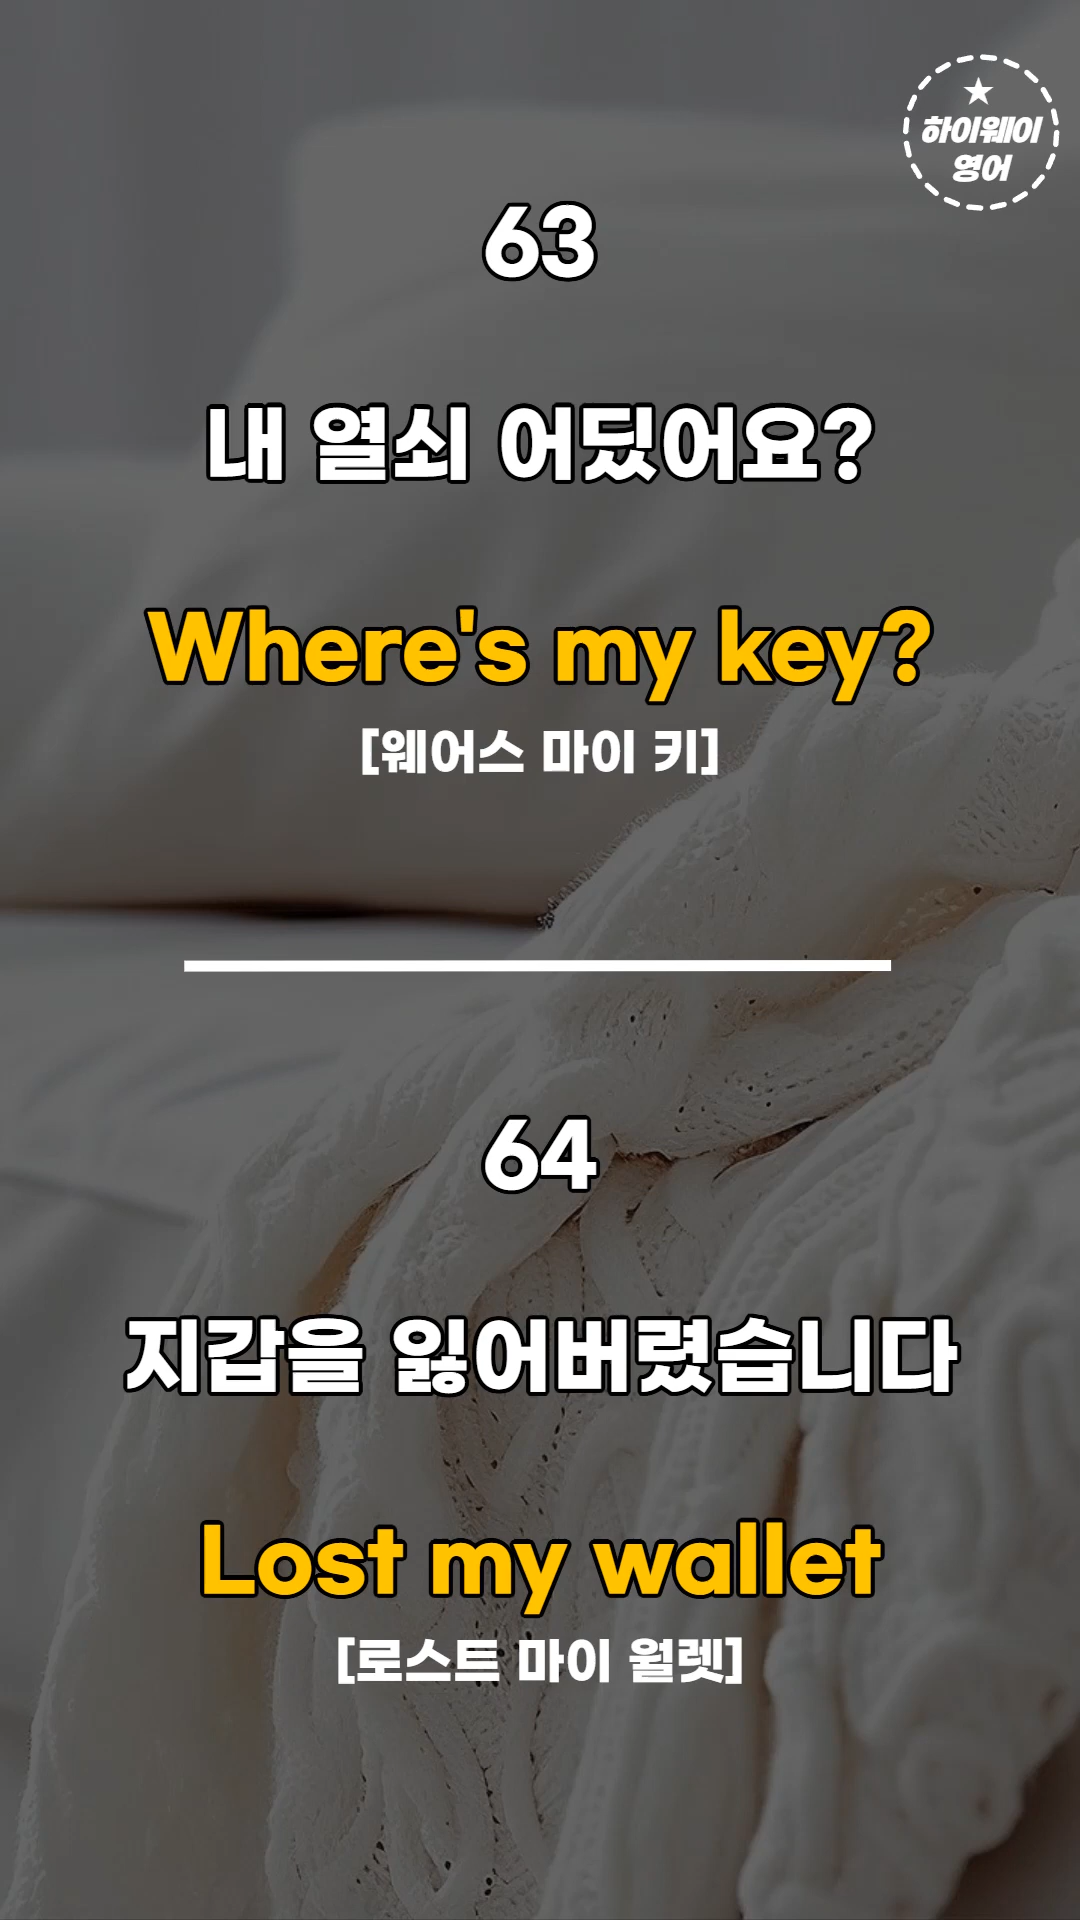 하이웨이
영어
63
내 열쇠 어딨어요?
Where's my key?
[웨어스 마이 키]
64
지갑을 잃어버렸습니다
Lost my wallet
[로스트 마이 월렛]